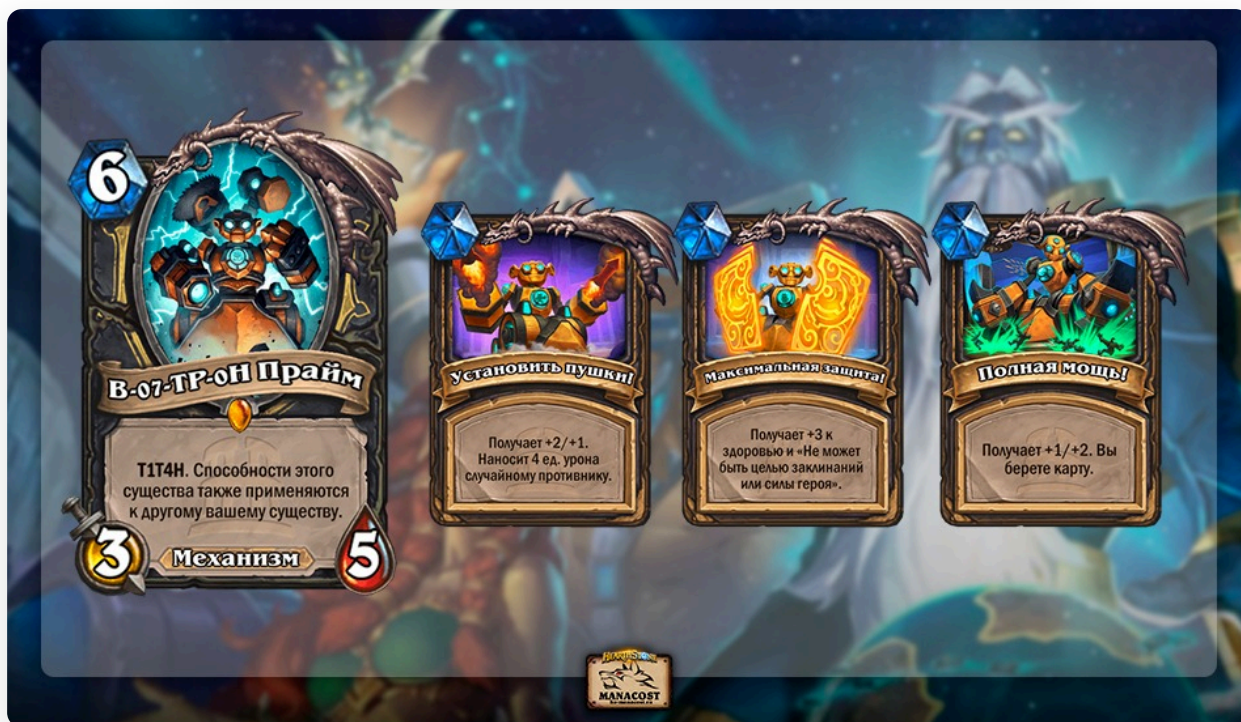 6
В-07-ТР-0Н Прайм
Т1Т4Н. Способности этого
существа также применяются
к другому вашему существу.
3
Механизм
5
Установить пушки!
Получает +2/+1.
Наносит 4 ед. урона
случайному противнику.
Максимальная защита!
Получает +3 к
здоровью и «Не может
быть целью заклинаний
или силы героя».
Полная мощь!
Получает +1/+2. Вы
берете карту.
HEARTHSTONE
MANACOST